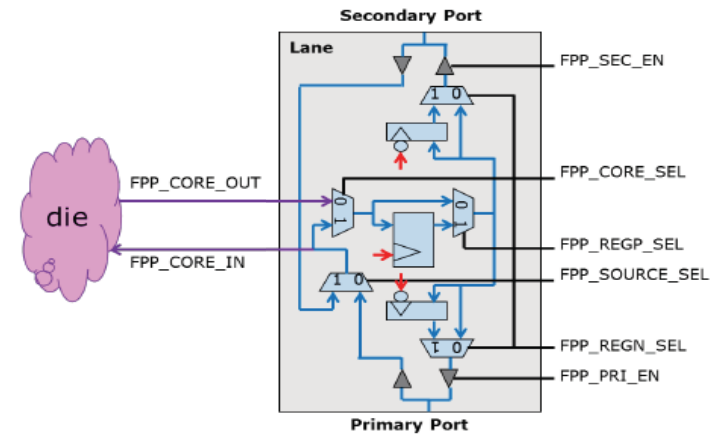 Secondary Port
Lane
FPP_SEC_EN
1 0
FPP_CORE_SEL
FPP_CORE_OUT
0 1
0 1
die
FPP_REGP_SEL
FPP_CORE_IN
FPP_SOURCE_SEL
1 0
FPP_REGN_SEL
1 0
FPP_PRI_EN
Primary Port